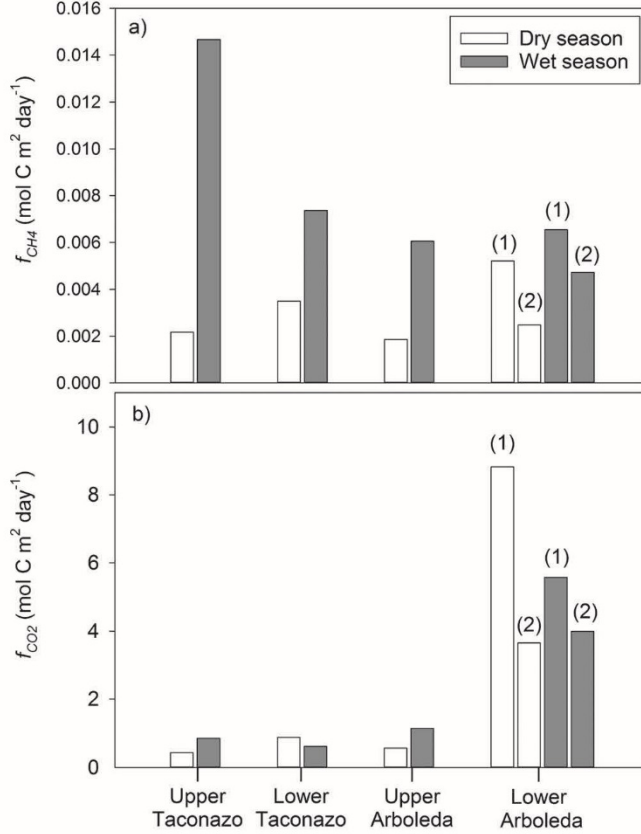 a)
Dry season
Wet season
f_CH4 (mol C m² day⁻¹)
0.016
0.014
0.012
0.010
0.008
0.006
0.004
0.002
0.000
(1)
(2)
(1)
(2)
b)
f_CO2 (mol C m² day⁻¹)
10
8
6
4
2
0
(1)
(2)
(1)
(2)
Upper
Taconazo
Lower
Taconazo
Upper
Arboleda
Lower
Arboleda